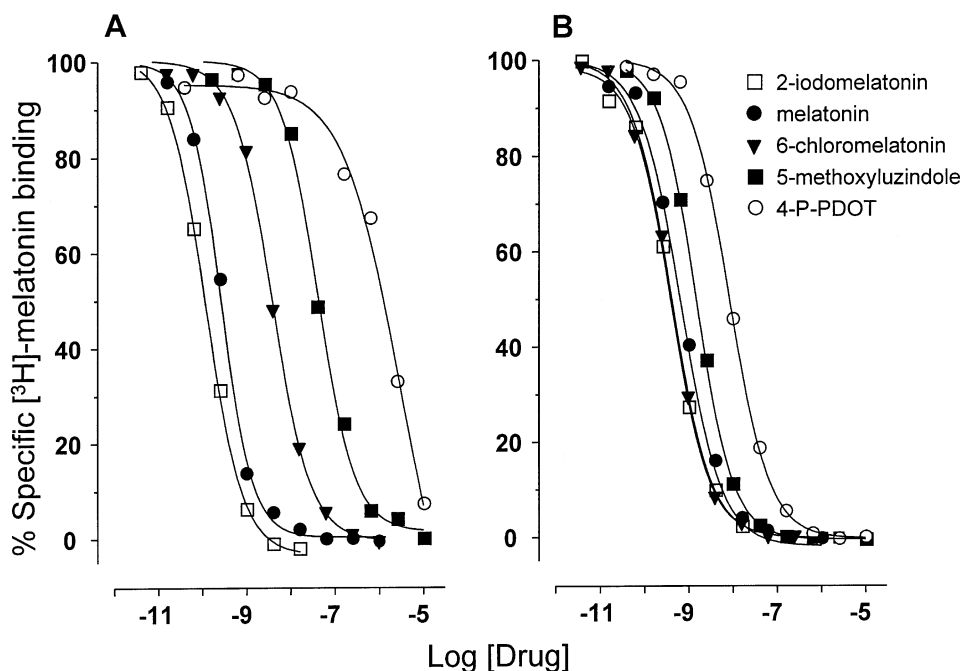 A
B
% Specific [³H]-melatonin binding
100
80
60
40
20
0
-11
-9
-7
-5
100
80
60
40
20
0
-11
-9
-7
-5
2-iodomelatonin
melatonin
6-chloromelatonin
5-methoxyluzindole
4-P-PDOT
Log [Drug]